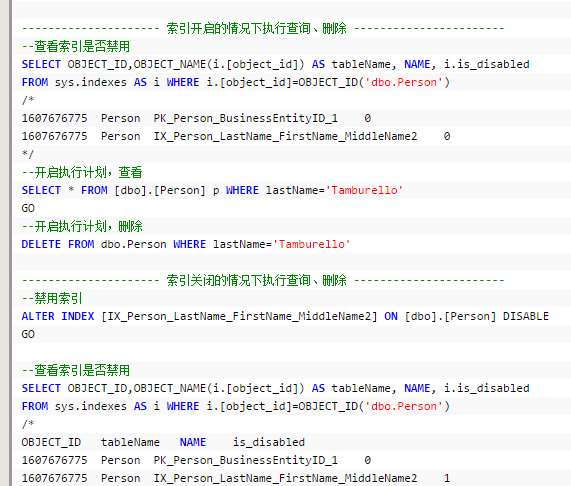 -------------------- 索引开启的情况下执行查询、删除 ----------------------
--查看索引是否禁用
SELECT OBJECT_ID,OBJECT_NAME(i.[object_id]) AS tableName, NAME, i.is_disabled
FROM sys.indexes AS i WHERE i.[object_id]=OBJECT_ID('dbo.Person')
/*
1607676775  Person  PK_Person_BusinessEntityID_1    0
1607676775  Person  IX_Person_LastName_FirstName_MiddleName2    0
*/
--开启执行计划，查看
SELECT * FROM [dbo].[Person] p WHERE lastName='Tamburello'
GO
--开启执行计划，删除
DELETE FROM dbo.Person WHERE lastName='Tamburello'
-------------------- 索引关闭的情况下执行查询、删除 ----------------------
--禁用索引
ALTER INDEX [IX_Person_LastName_FirstName_MiddleName2] ON [dbo].[Person] DISABLE
GO
--查看索引是否禁用
SELECT OBJECT_ID,OBJECT_NAME(i.[object_id]) AS tableName, NAME, i.is_disabled
FROM sys.indexes AS i WHERE i.[object_id]=OBJECT_ID('dbo.Person')
/*
OBJECT_ID   tableName   NAME    is_disabled
1607676775  Person  PK_Person_BusinessEntityID_1    0
1607676775  Person  IX_Person_LastName_FirstName_MiddleName2    1